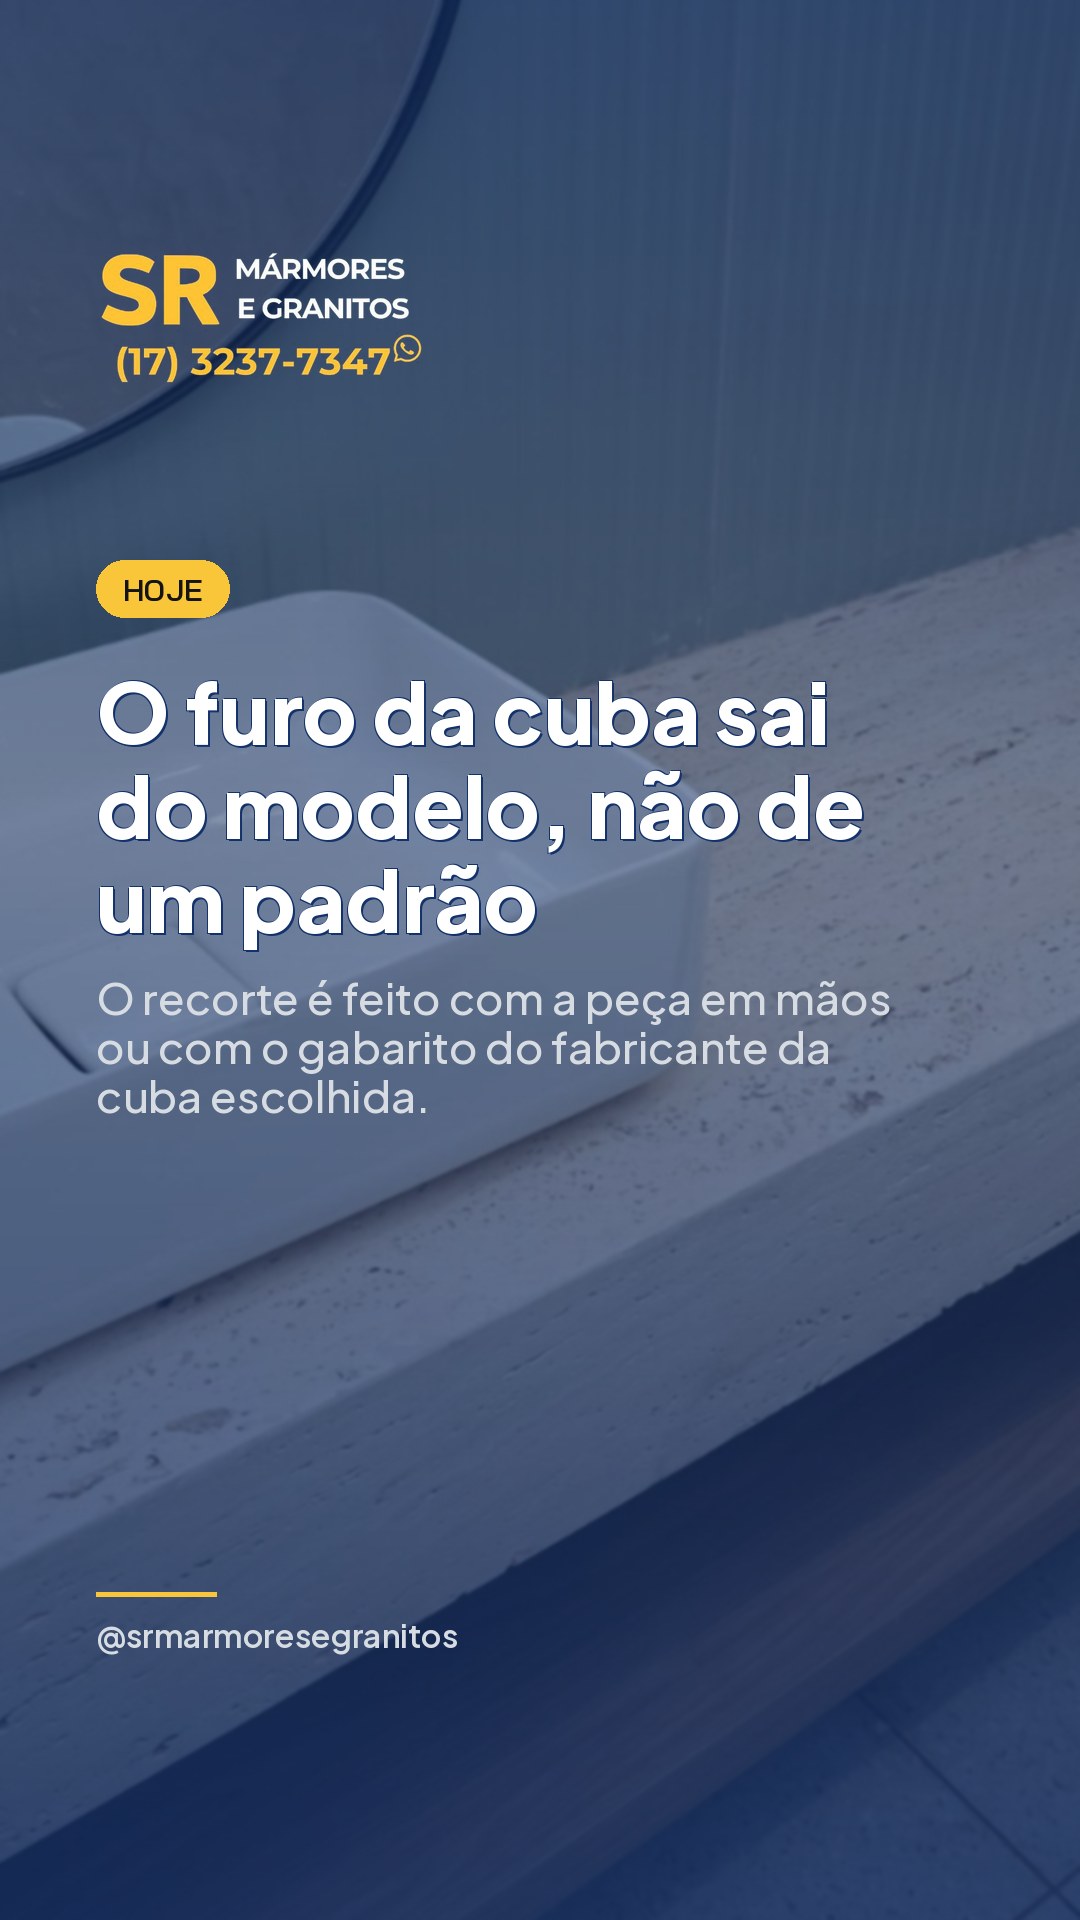 SR MÁRMORES
E GRANITOS
(17) 3237-7347
HOJE
O furo da cuba sai
do modelo, não de
um padrão
O recorte é feito com a peça em mãos
ou com o gabarito do fabricante da
cuba escolhida.
@srmarmoresegranitos